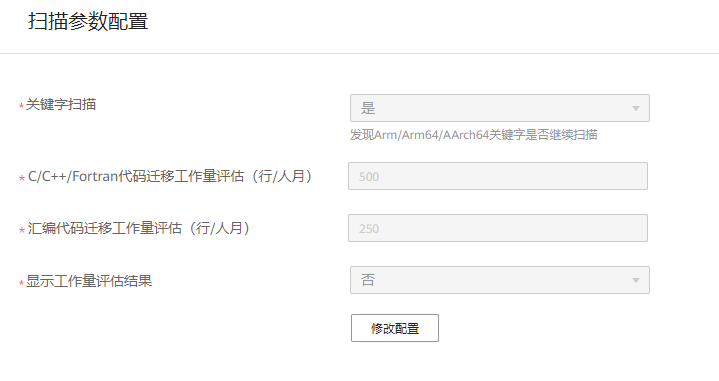 扫描参数配置
*关键字扫描
是
发现Arm/Arm64/AArch64关键字是否继续扫描
*C/C++/Fortran代码迁移工作量评估（行/人月）
500
*汇编代码迁移工作量评估（行/人月）
250
*显示工作量评估结果
否
修改配置